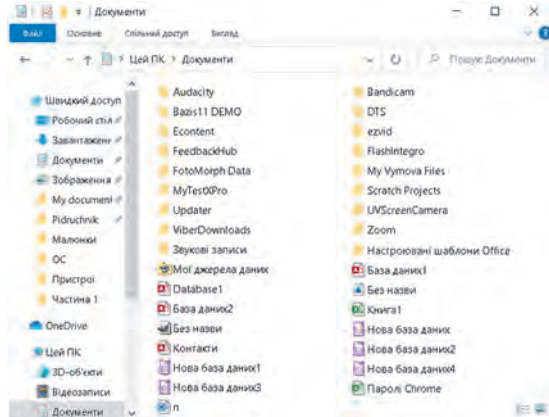 Документи
Файл Основне Спільний доступ Вигляд
Цей ПК > Документи Пошук: Документи
Швидкий доступ
Робочий стіл
Завантажен
Документи
Зображення
My document
Pidruchnik
Малюнки
ОС
Пристрої
Частина 1
OneDrive
Цей ПК
3D-об'єкти
Відеозаписи
Документи
Audacity
Bazis11 DEMO
Econtent
FeedbackHub
FotoMorph Data
MyTestXPro
Updater
ViberDownloads
Звукові записи
Мої джерела даних
Database1
База даних2
Без назви
Контакти
Нова база даних1
Нова база даних3
п
Bandicam
DTS
ezvid
FlashIntegro
My Vymova Files
Scratch Projects
UVScreenCamera
Zoom
Настроювані шаблони Office
База даних1
Без назви
Книга1
Нова база даних
Нова база даних2
Нова база даних4
Паролі Chrome